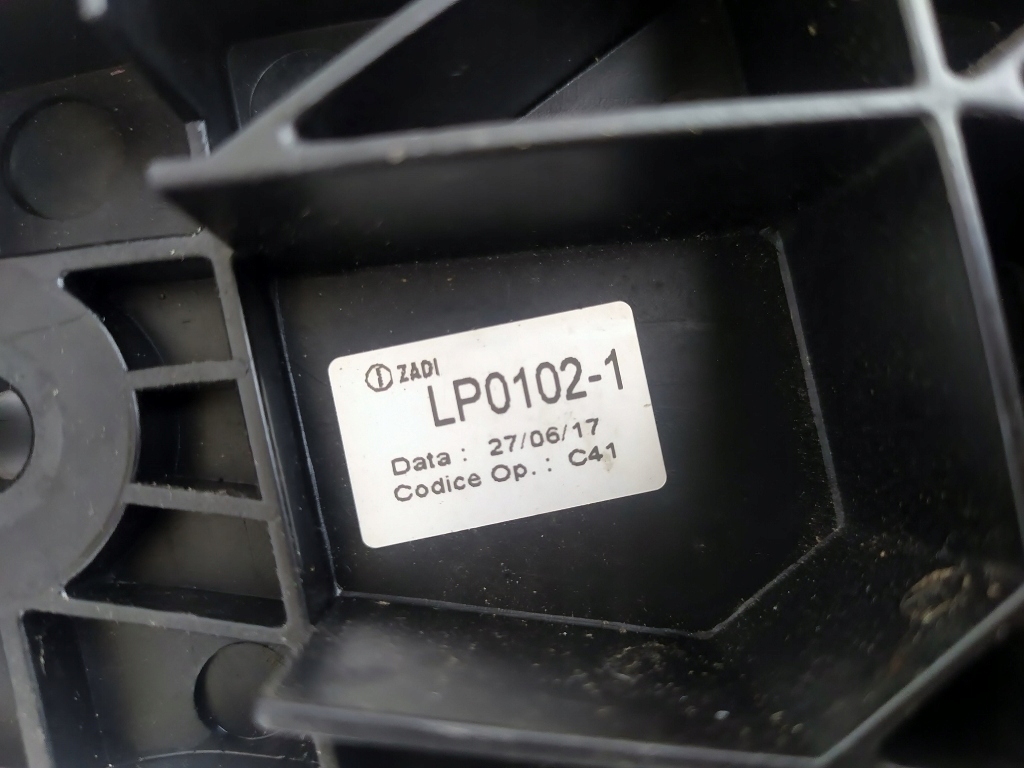 ZADI
LP0102-1
Data : 27/06/17
Codice Op. : C41